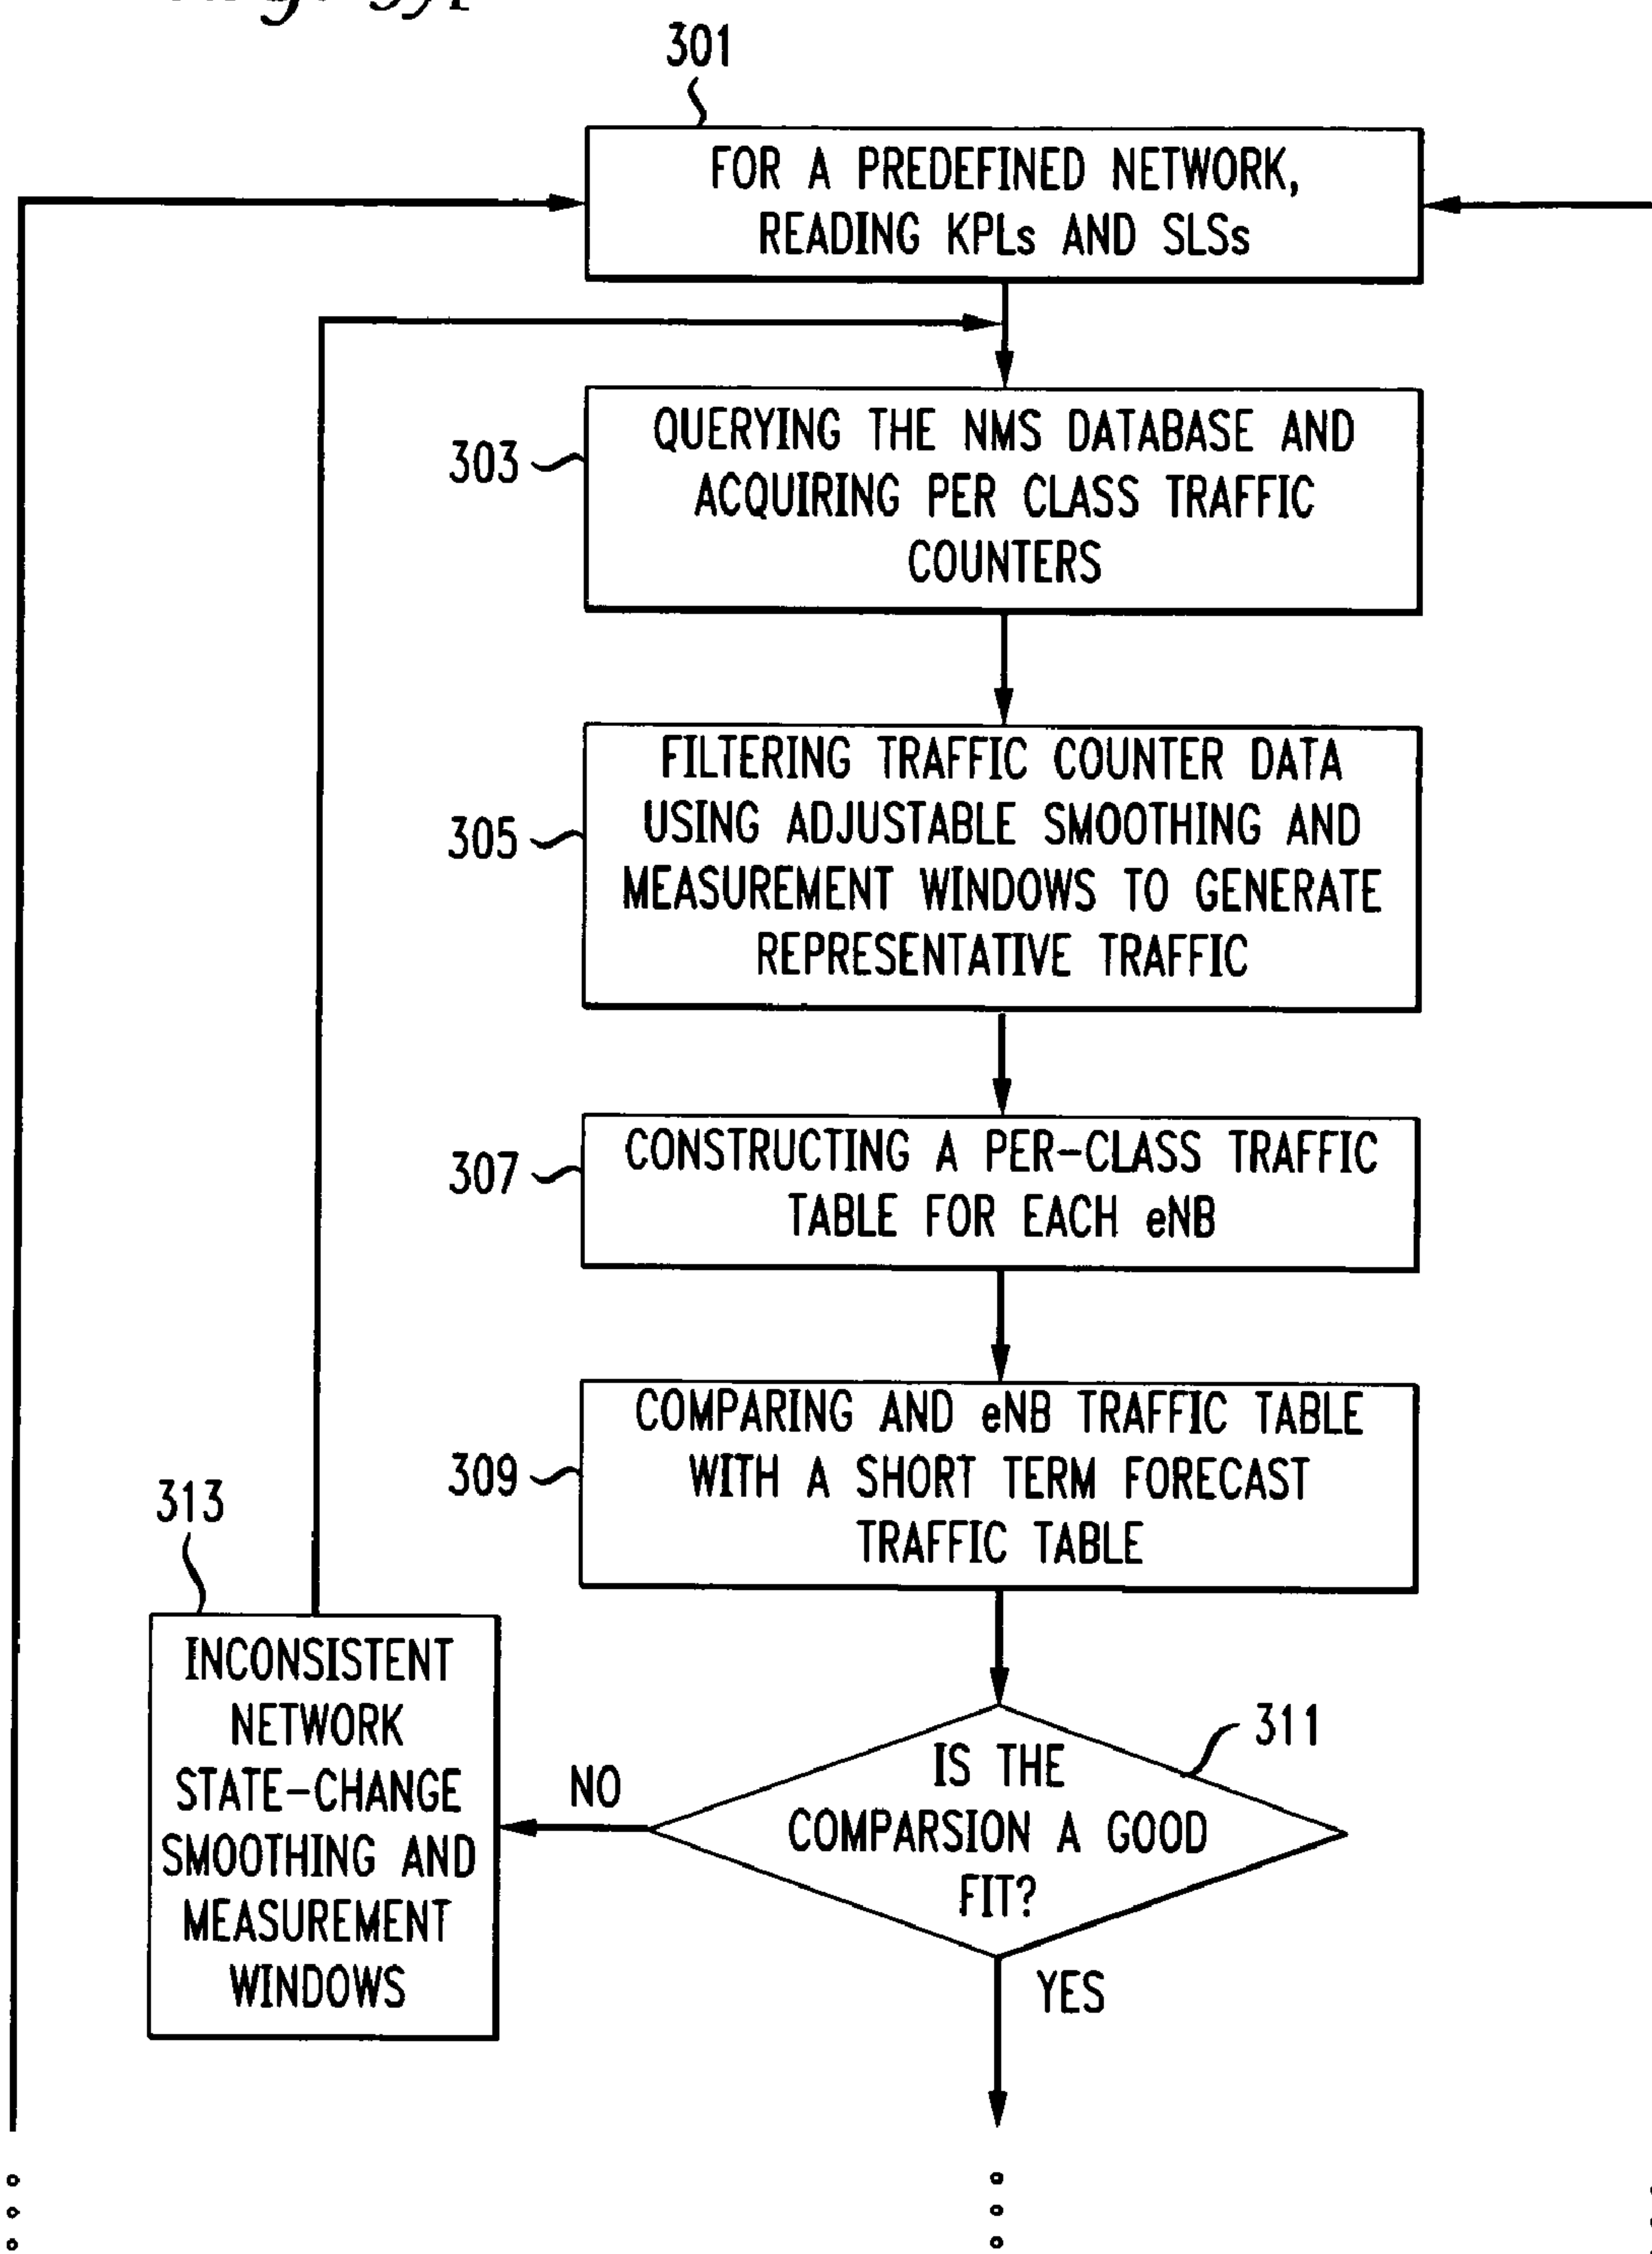 301
FOR A PREDEFINED NETWORK,
READING KPLs AND SLSs
303
QUERYING THE NMS DATABASE AND
ACQUIRING PER CLASS TRAFFIC
COUNTERS
305
FILTERING TRAFFIC COUNTER DATA
USING ADJUSTABLE SMOOTHING AND
MEASUREMENT WINDOWS TO GENERATE
REPRESENTATIVE TRAFFIC
307
CONSTRUCTING A PER-CLASS TRAFFIC
TABLE FOR EACH eNB
309
COMPARING AND eNB TRAFFIC TABLE
WITH A SHORT TERM FORECAST
TRAFFIC TABLE
313
INCONSISTENT
NETWORK
STATE-CHANGE
SMOOTHING AND
MEASUREMENT
WINDOWS
NO
311
IS THE
COMPARSION A GOOD
FIT?
YES